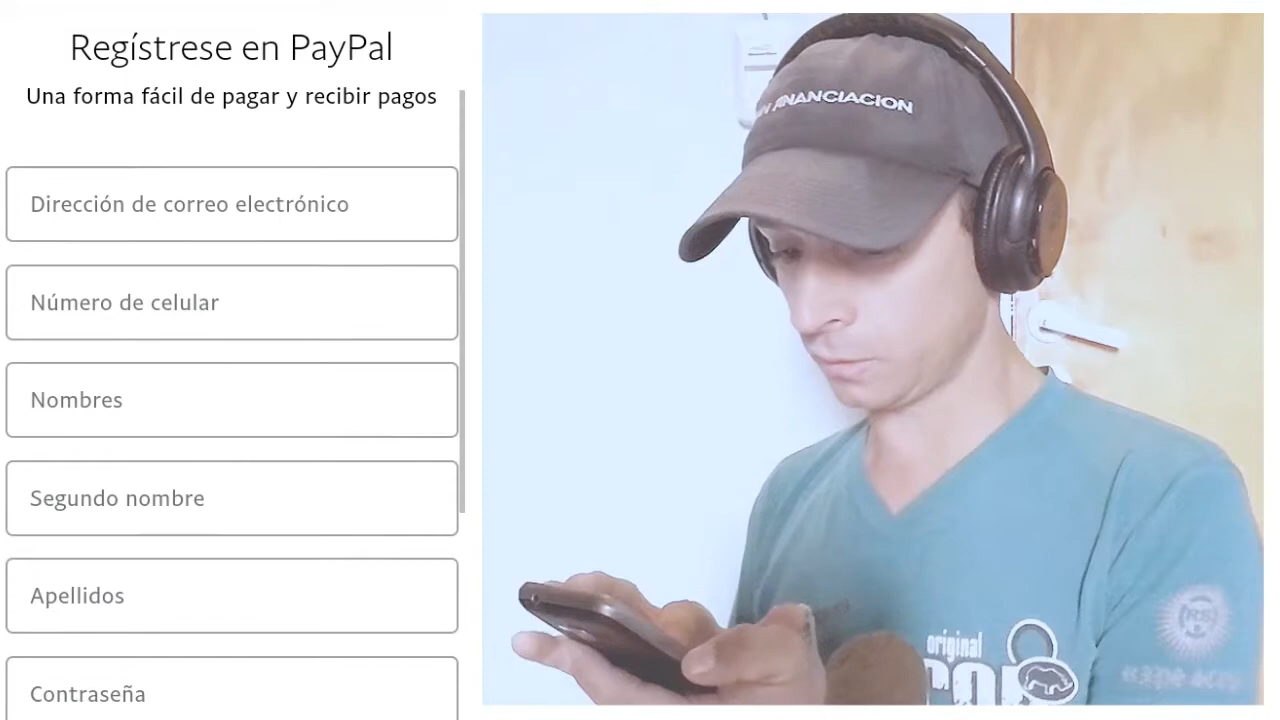 Regístrese en PayPal
Una forma fácil de pagar y recibir pagos
Dirección de correo electrónico
Número de celular
Nombres
Segundo nombre
Apellidos
Contraseña
FINANCIACION
original
(RS)